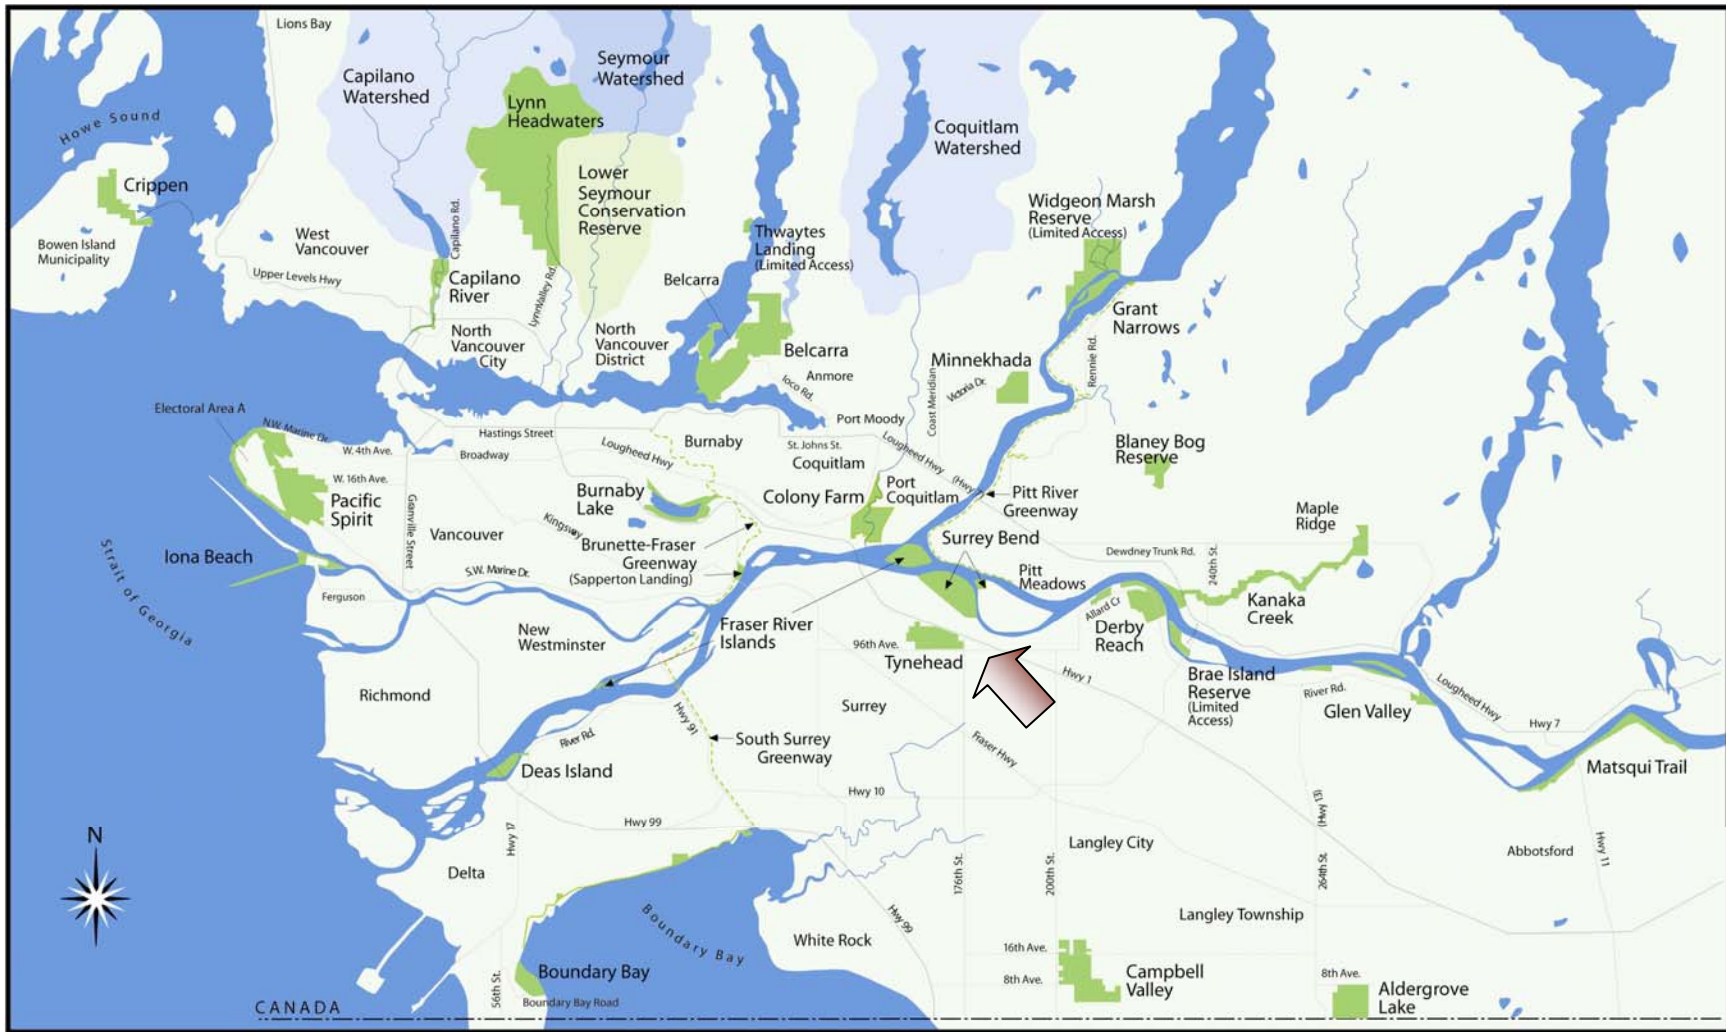 Lions Bay
Capilano
Watershed
Seymour
Watershed
Lynn
Headwaters
Howe Sound
Coquitlam
Watershed
Crippen
Lower
Seymour
Conservation
Reserve
Widgeon Marsh
Reserve
(Limited Access)
Bowen Island
Municipality
West
Vancouver
Capilano Rd.
Thwaytes
Landing
(Limited Access)
Upper Levels Hwy
Capilano
River
LynnValley Rd.
Belcarra
Grant
Narrows
North
Vancouver
City
North
Vancouver
District
Belcarra
Anmore
Ioco Rd.
Minnekhada
Victoria Dr.
Coast Meridian
Rennie Rd.
Electoral Area A
N.W. Marine Dr.
W. 4th Ave.
Hastings Street
Broadway
Lougheed Hwy
Burnaby
Port Moody
St. Johns St.
Coquitlam
Lougheed Hwy
(Hwy 7)
Blaney Bog
Reserve
W. 16th Ave.
Pacific
Spirit
Granville Street
Burnaby
Lake
Colony Farm
Port
Coquitlam
Pitt River
Greenway
Maple
Ridge
Vancouver
Kingsway
Brunette-Fraser
Greenway
(Sapperton Landing)
Surrey Bend
Dewdney Trunk Rd.
240th St.
Iona Beach
S.W. Marine Dr.
Pitt
Meadows
Strait of Georgia
Ferguson
Allard Cr
Kanaka
Creek
New
Westminster
Fraser River
Islands
96th Ave.
Tynehead
Derby
Reach
Hwy 1
Brae Island
Reserve
(Limited
Access)
River Rd.
Glen Valley
Lougheed Hwy
Hwy 7
Richmond
Hwy 91
Surrey
River Rd.
South Surrey
Greenway
Fraser Hwy
Deas Island
Matsqui Trail
Hwy 10
Hwy 99
(Hwy 13)
N
Hwy 17
Langley City
Hwy 11
Abbotsford
Delta
176th St.
200th St.
264th St.
Boundary Bay
Hwy 99
White Rock
Langley Township
16th Ave.
8th Ave.
Campbell
Valley
8th Ave.
Aldergrove
Lake
56th St.
Boundary Bay
Boundary Bay Road
CANADA